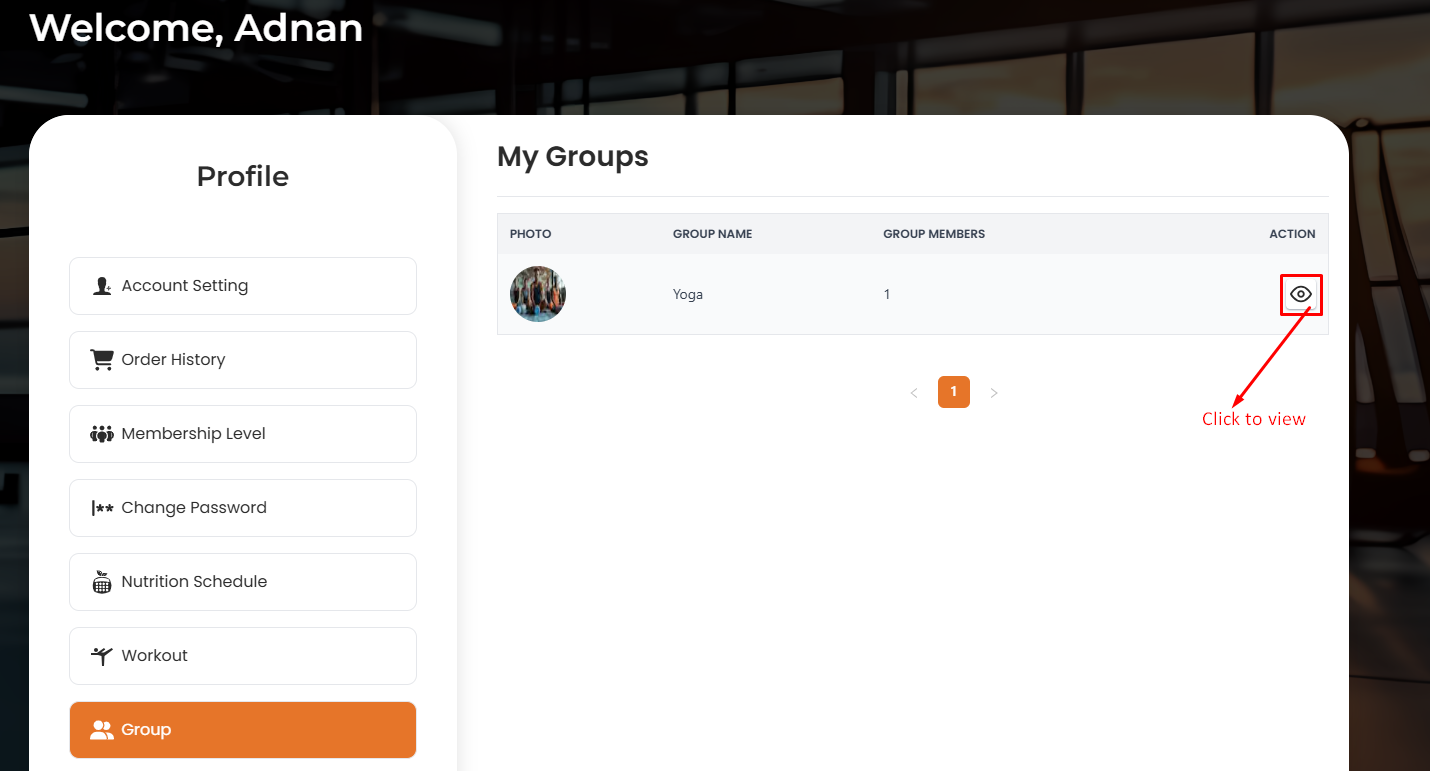 Welcome, Adnan
Profile
Account Setting
Order History
Membership Level
Change Password
Nutrition Schedule
Workout
Group
My Groups
PHOTO GROUP NAME GROUP MEMBERS ACTION
Yoga 1
< 1 >
Click to view